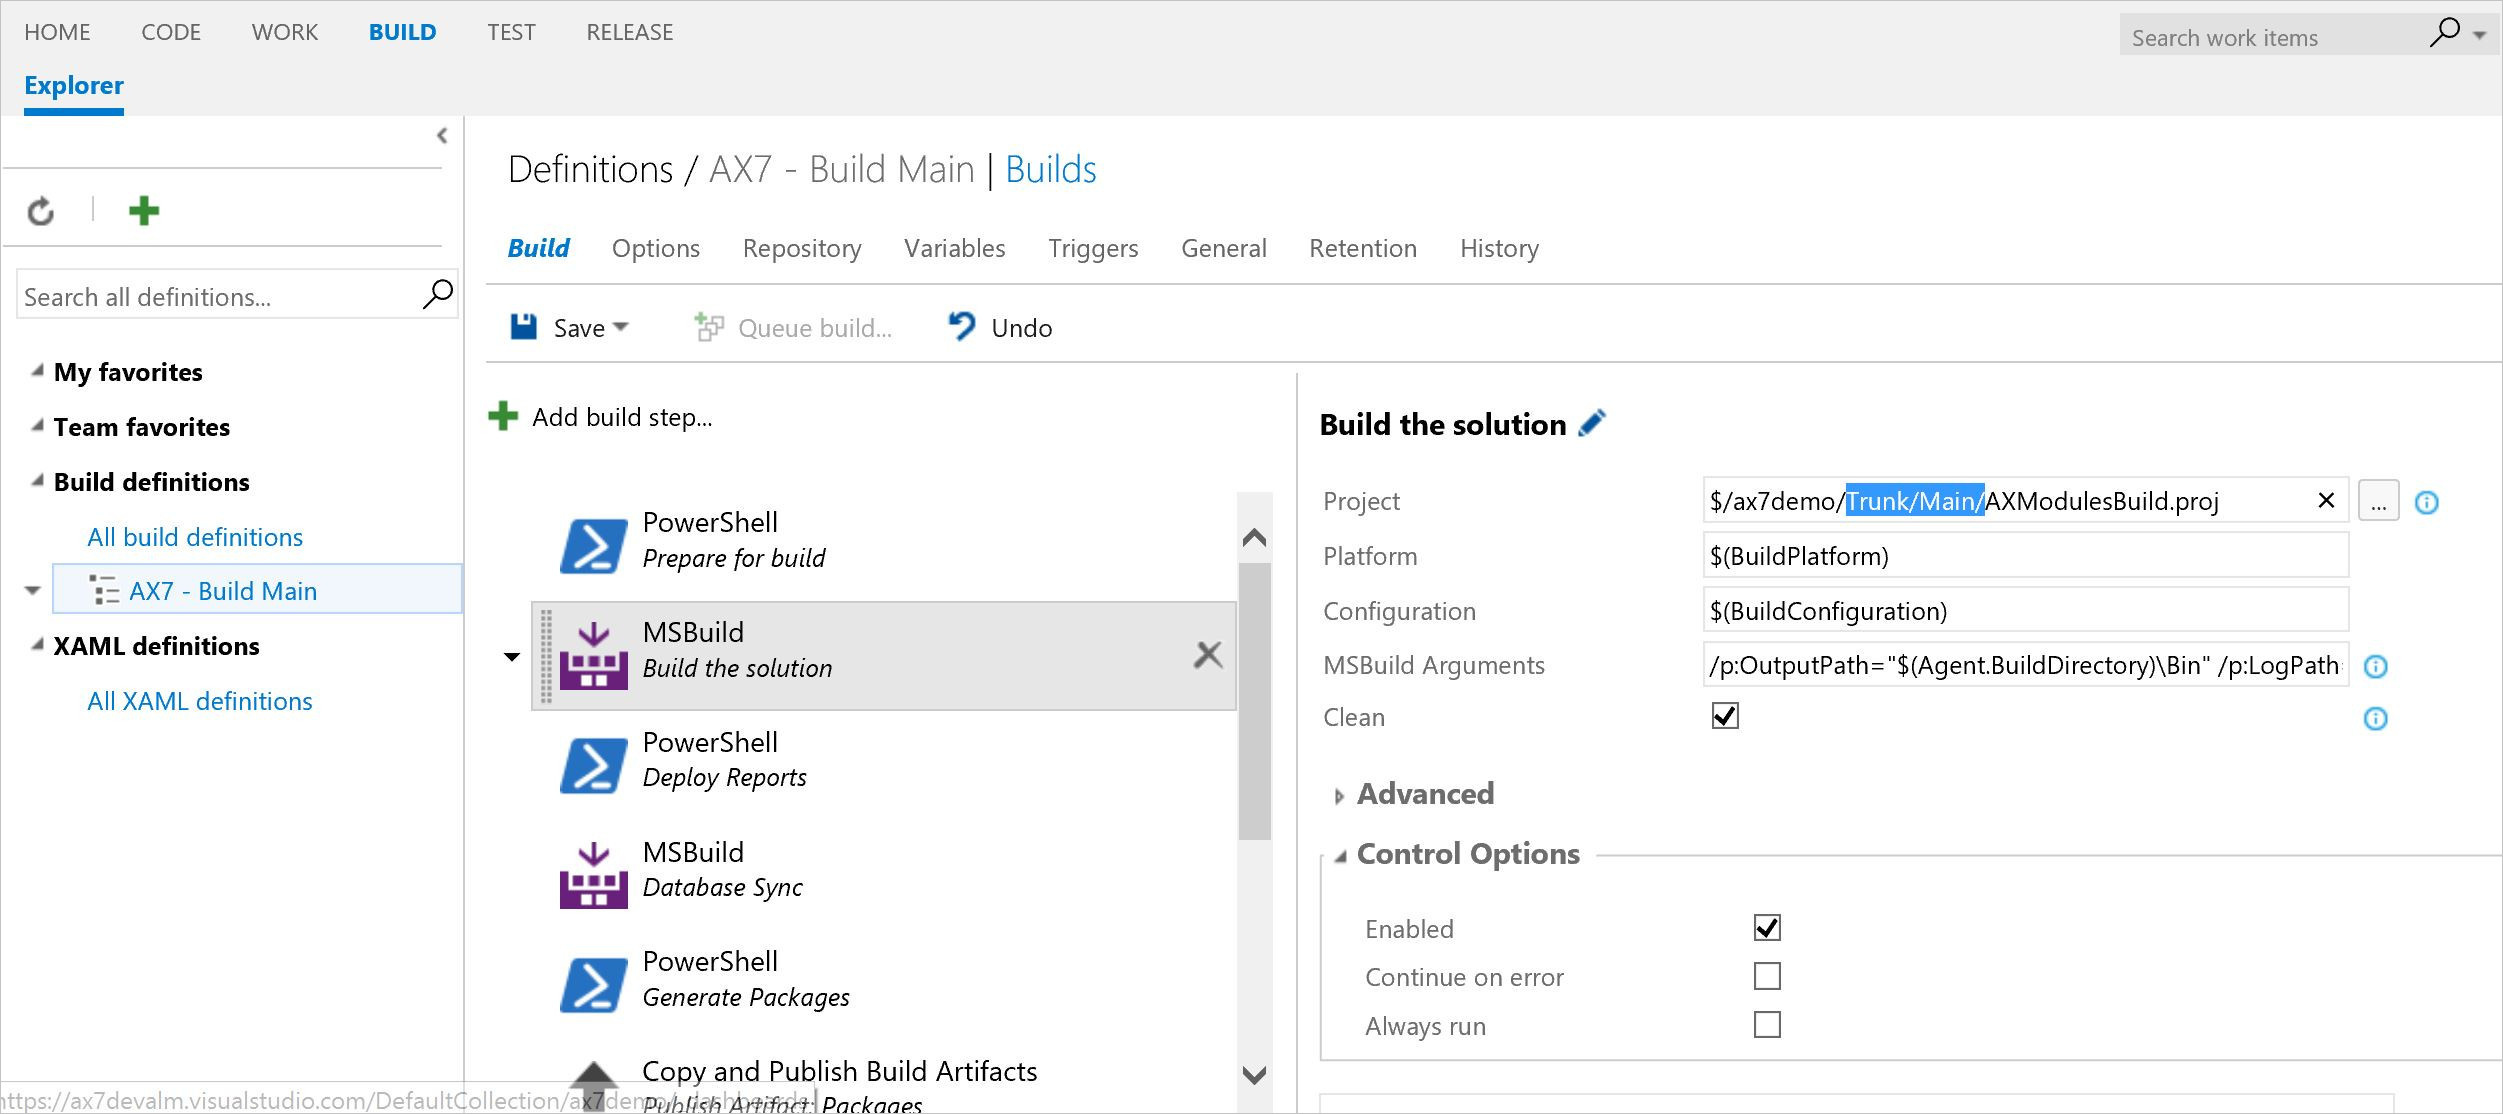 HOME CODE WORK BUILD TEST RELEASE
Search work items
Explorer
Definitions / AX7 - Build Main | Builds
Build Options Repository Variables Triggers General Retention History
Search all definitions...
Save Queue build... Undo
My favorites
Team favorites
Build definitions
All build definitions
AX7 - Build Main
XAML definitions
All XAML definitions
Add build step...
PowerShell
Prepare for build
MSBuild
Build the solution
PowerShell
Deploy Reports
MSBuild
Database Sync
PowerShell
Generate Packages
Copy and Publish Build Artifacts
Publish Artifact: Packages
Build the solution
Project $/ax7demo/Trunk/Main/AXModulesBuild.proj ...
Platform $(BuildPlatform)
Configuration $(BuildConfiguration)
MSBuild Arguments /p:OutputPath="$(Agent.BuildDirectory)\Bin" /p:LogPath
Clean
Advanced
Control Options
Enabled
Continue on error
Always run
https://ax7devalm.visualstudio.com/DefaultCollection/ax7demo/